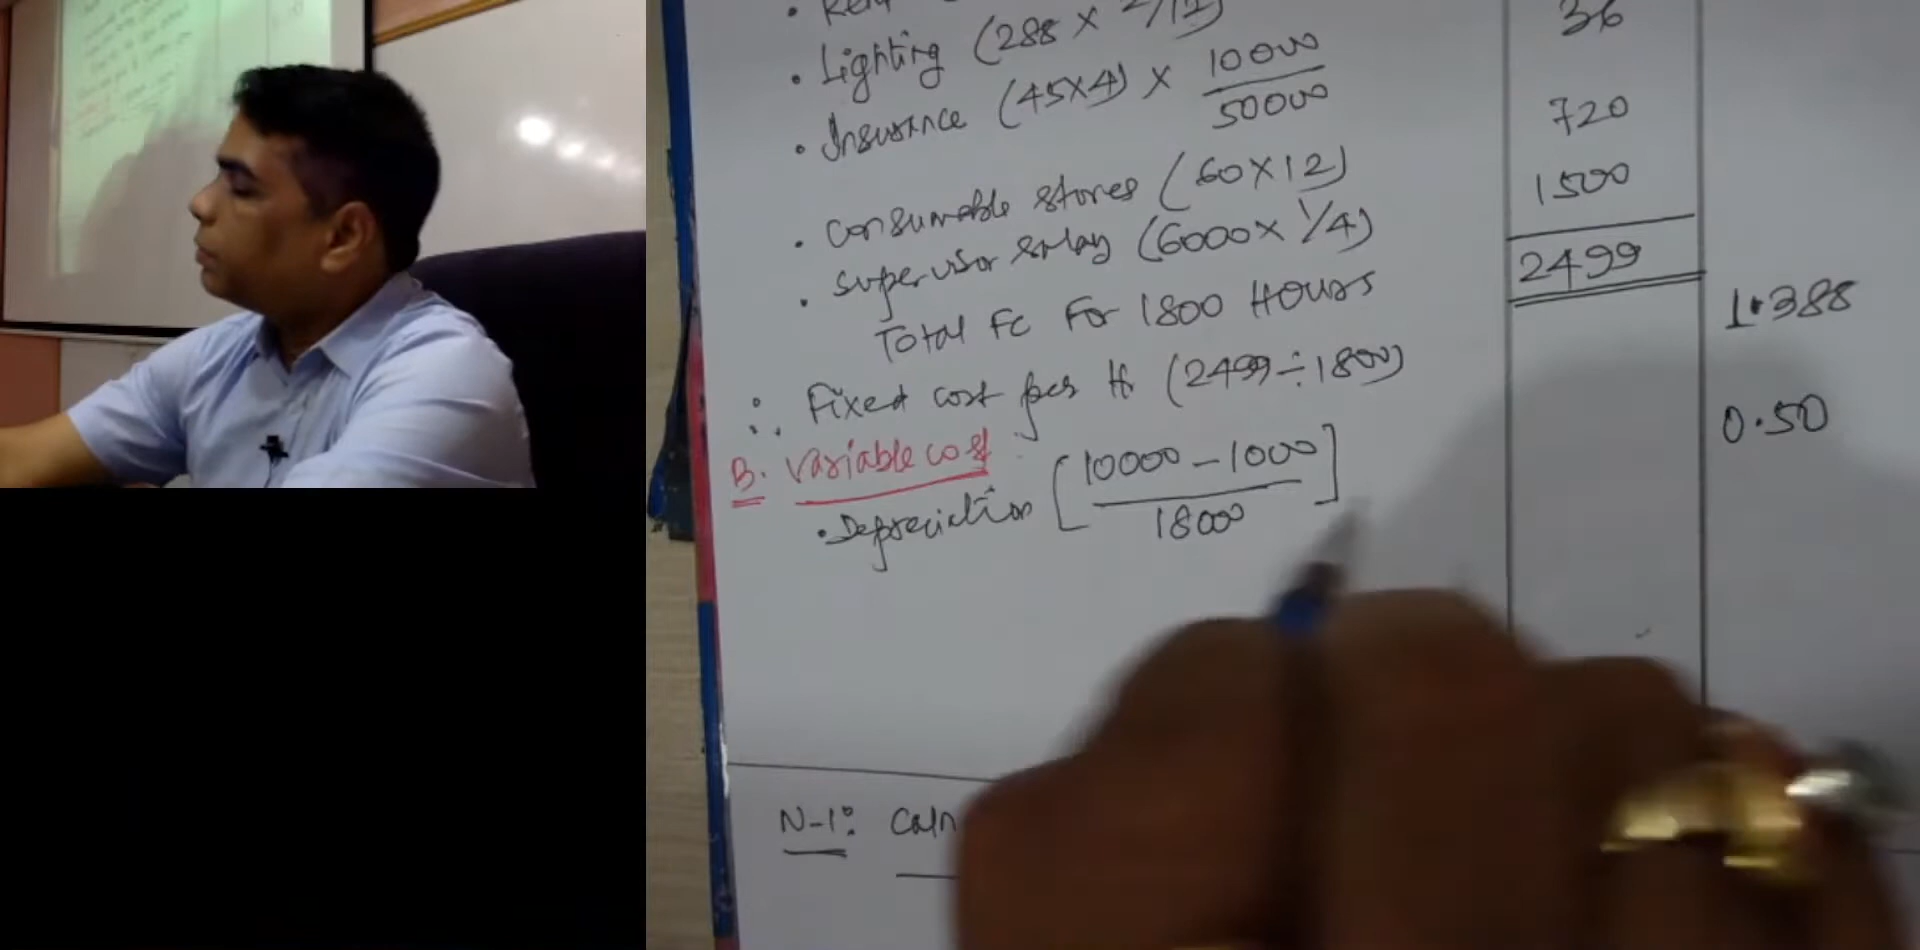 • Rent
• Lighting (288 × 2/12)
36
• Insurance (45×4) × 10000/50000
• Consumable stores (60×12)
720
• Supervisor salay (6000× 1/4)
1500
Total FC For 1800 Hours
2499
∴ Fixed cost per Hr (2499÷1800)
1.388
B. Variable cost
• Depreciation [10000 − 1000 / 18000]
0.50
N-1: Caln